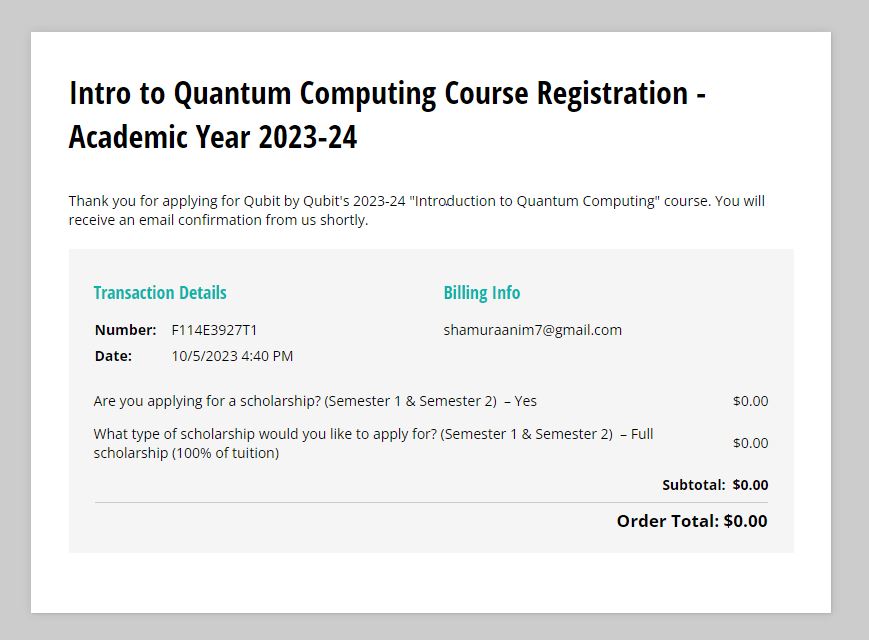 Intro to Quantum Computing Course Registration -
Academic Year 2023-24
Thank you for applying for Qubit by Qubit's 2023-24 "Introduction to Quantum Computing" course. You will
receive an email confirmation from us shortly.
Transaction Details
Number: F114E3927T1
Date: 10/5/2023 4:40 PM
Billing Info
shamuraanim7@gmail.com
Are you applying for a scholarship? (Semester 1 & Semester 2) – Yes $0.00
What type of scholarship would you like to apply for? (Semester 1 & Semester 2) – Full
scholarship (100% of tuition) $0.00
Subtotal: $0.00
Order Total: $0.00